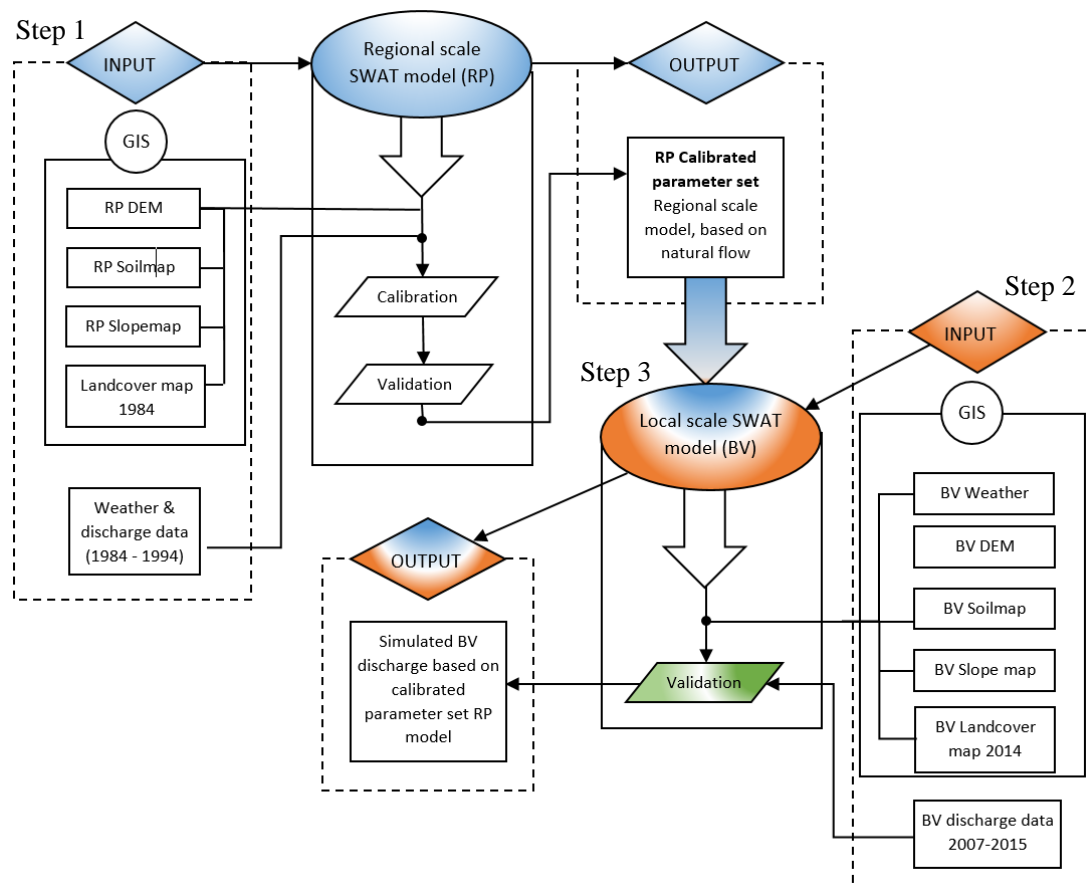 Step 1
INPUT
Regional scale
SWAT model (RP)
OUTPUT
GIS
RP DEM
RP Soilmap
RP Slopemap
Landcover map
1984
Weather &
discharge data
(1984 - 1994)
Calibration
Validation
RP Calibrated
parameter set
Regional scale
model, based on
natural flow
Step 2
INPUT
GIS
BV Weather
BV DEM
BV Soilmap
BV Slope map
BV Landcover
map 2014
BV discharge data
2007-2015
Step 3
Local scale SWAT
model (BV)
Validation
OUTPUT
Simulated BV
discharge based on
calibrated
parameter set RP
model